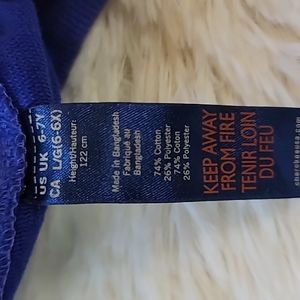 US UK 6-7Y
CA L/G(6-6X)
Height/Hauteur:
122 cm
Made in Bangladesh
Fabriqué au
Bangladesh
74% Cotton
26% Polyester
74% Coton
26% Polyester
KEEP AWAY
FROM FIRE
TENIR LOIN
DU FEU